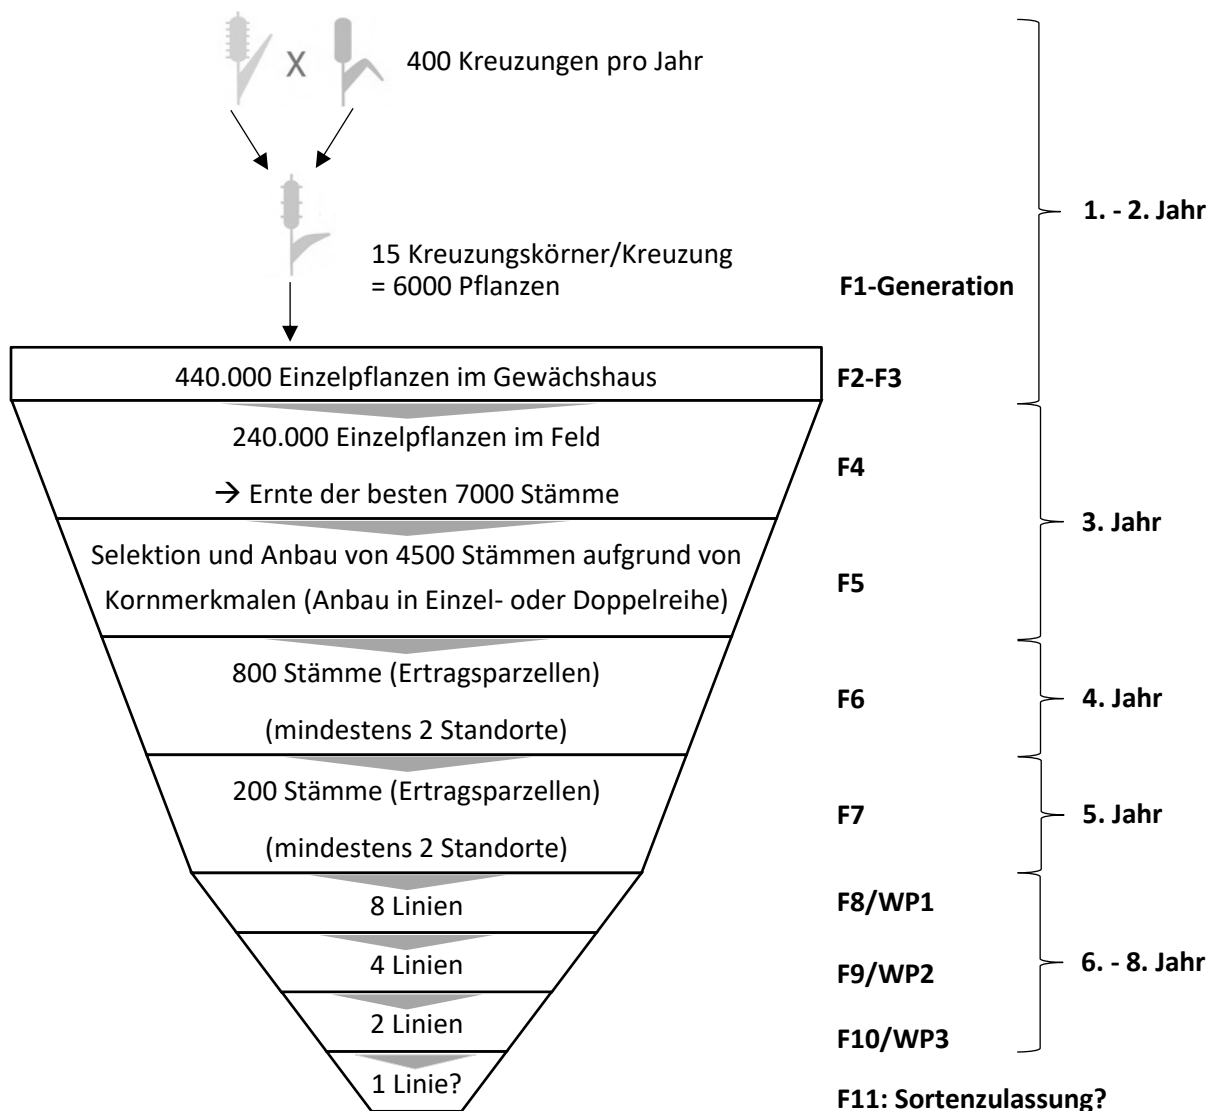 X
400 Kreuzungen pro Jahr
1. - 2. Jahr
15 Kreuzungskörner/Kreuzung
= 6000 Pflanzen
F1-Generation
440.000 Einzelpflanzen im Gewächshaus
F2-F3
240.000 Einzelpflanzen im Feld
→ Ernte der besten 7000 Stämme
F4
3. Jahr
Selektion und Anbau von 4500 Stämmen aufgrund von
Kornmerkmalen (Anbau in Einzel- oder Doppelreihe)
F5
800 Stämme (Ertragsparzellen)
(mindestens 2 Standorte)
F6
4. Jahr
200 Stämme (Ertragsparzellen)
(mindestens 2 Standorte)
F7
5. Jahr
8 Linien
F8/WP1
4 Linien
F9/WP2
6. - 8. Jahr
2 Linien
F10/WP3
1 Linie?
F11: Sortenzulassung?